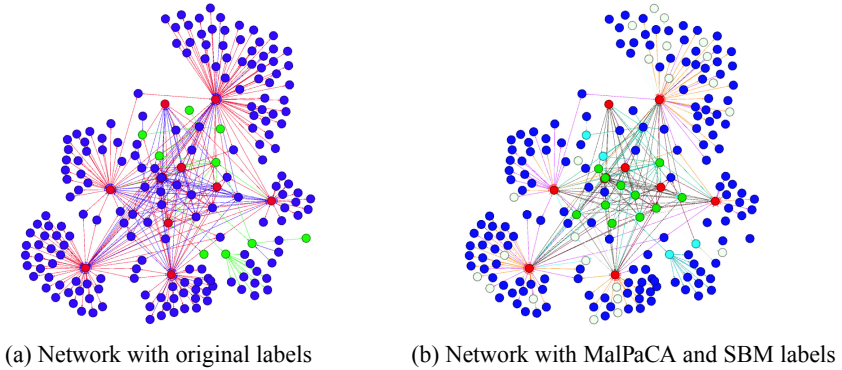 (a) Network with original labels
(b) Network with MalPaCA and SBM labels